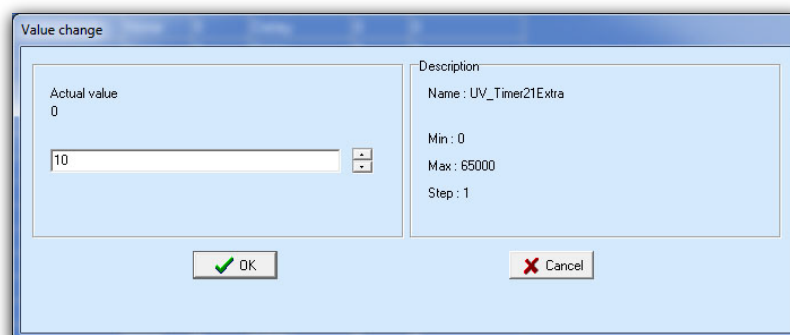 Value change
Actual value
0
10
Description
Name : UV_Timer21Extra
Min : 0
Max : 65000
Step : 1
OK
Cancel